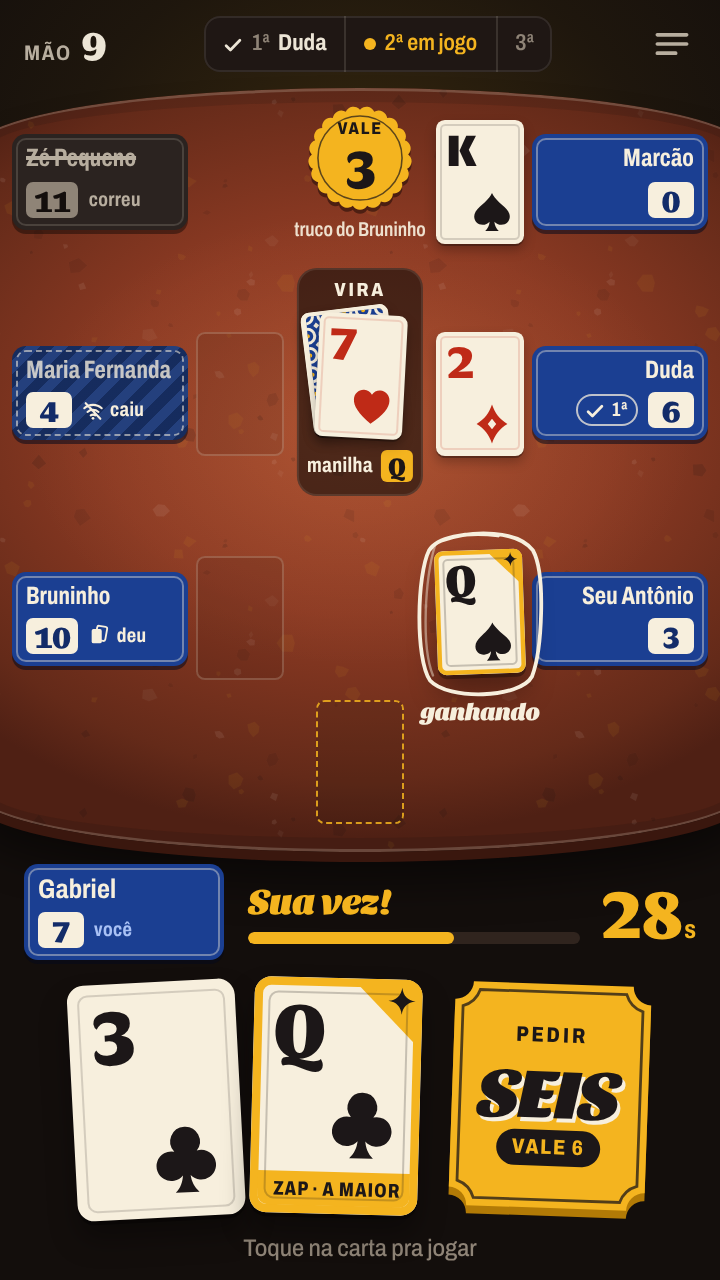 MÃO 9
1ª Duda
2ª em jogo
3ª
Zé Pequeno
11 correu
VALE
3
truco do Bruninho
K
Marcão
0
VIRA
7
manilha Q
Maria Fernanda
4 caiu
2
Duda
1ª 6
Bruninho
10 deu
Q
ganhando
Seu Antônio
3
Gabriel
7 você
Sua vez!
28s
3
Q
ZAP · A MAIOR
PEDIR
SEIS
VALE 6
Toque na carta pra jogar